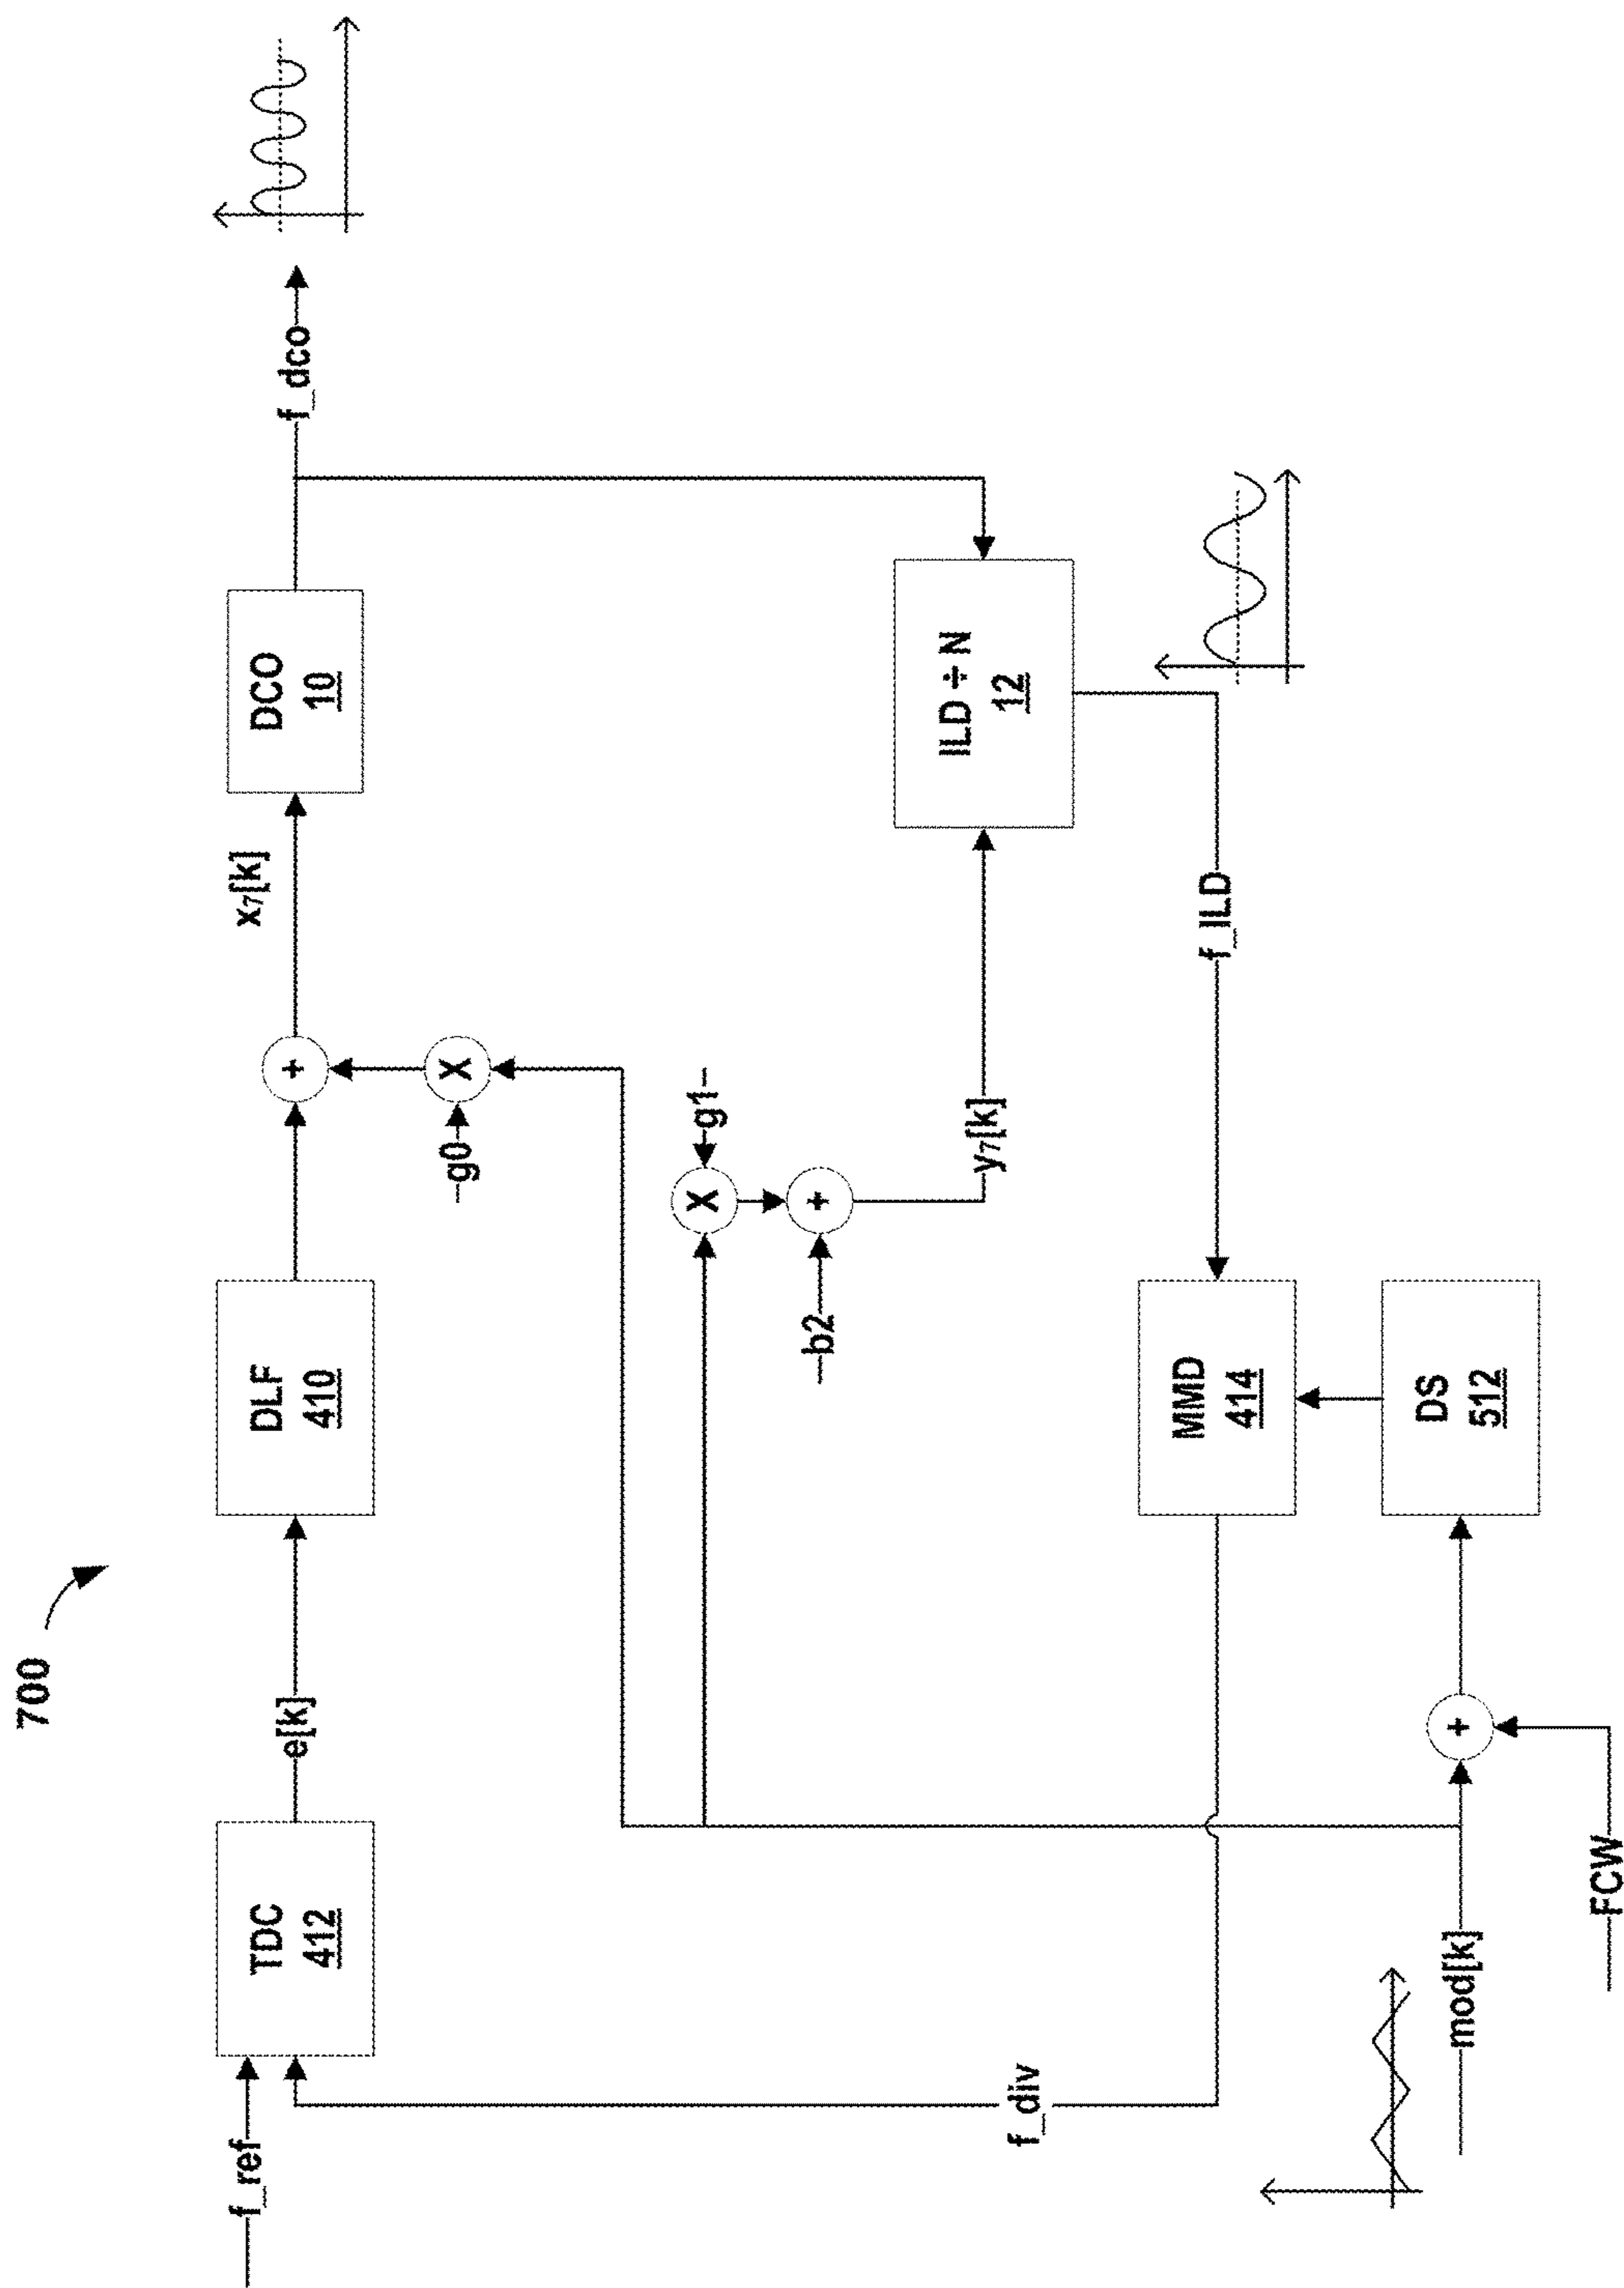 700
f_ref
TDC
412
e[k]
DLF
410
+
x₇[k]
DCO
10
f_dco
g0
X
X
g1
b2
+
y₇[k]
ILD ÷ N
12
f_div
MMD
414
f_ILD
mod[k]
+
DS
512
FCW